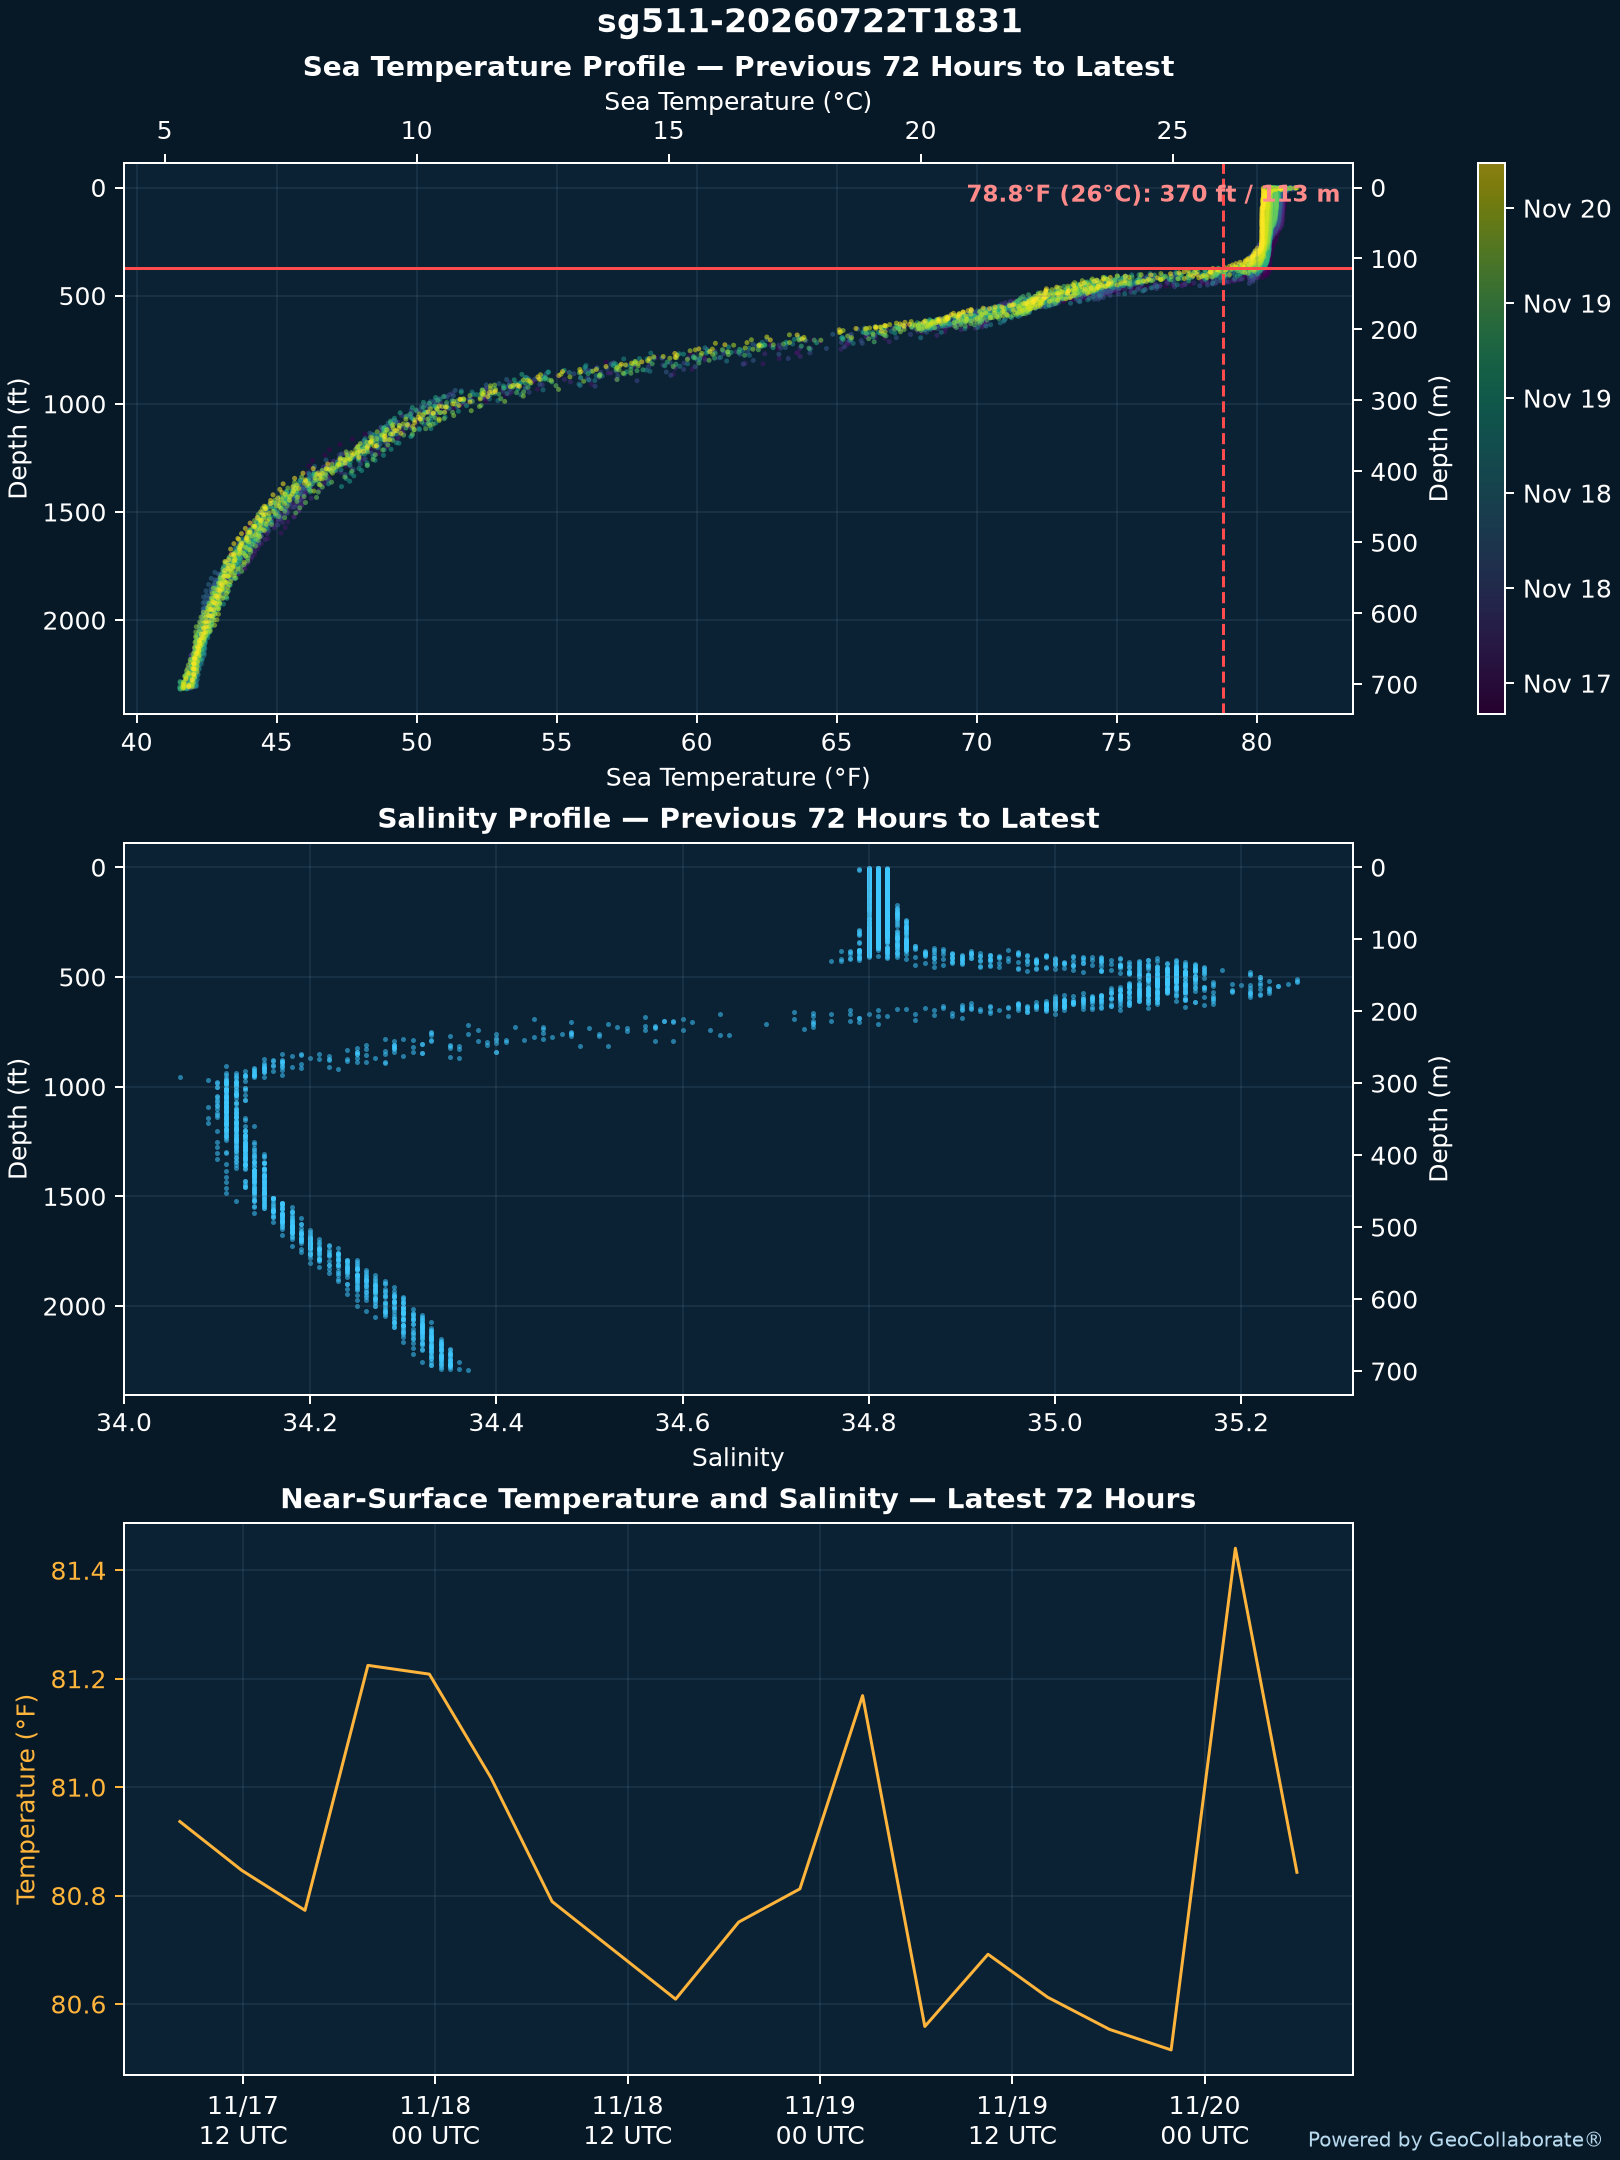 sg511-20260722T1831
Sea Temperature Profile — Previous 72 Hours to Latest
Sea Temperature (°C)
5 10 15 20 25
78.8°F (26°C): 370 ft / 113 m
Depth (ft)
0
500
1000
1500
2000
0
100
200
300
400
500
600
700
Depth (m)
Nov 20
Nov 19
Nov 19
Nov 18
Nov 18
Nov 17
40 45 50 55 60 65 70 75 80
Sea Temperature (°F)
Salinity Profile — Previous 72 Hours to Latest
Depth (ft)
0
500
1000
1500
2000
0
100
200
300
400
500
600
700
Depth (m)
34.0 34.2 34.4 34.6 34.8 35.0 35.2
Salinity
Near-Surface Temperature and Salinity — Latest 72 Hours
Temperature (°F)
81.4
81.2
81.0
80.8
80.6
11/17 11/18 11/18 11/19 11/19 11/20
12 UTC 00 UTC 12 UTC 00 UTC 12 UTC 00 UTC
Powered by GeoCollaborate®